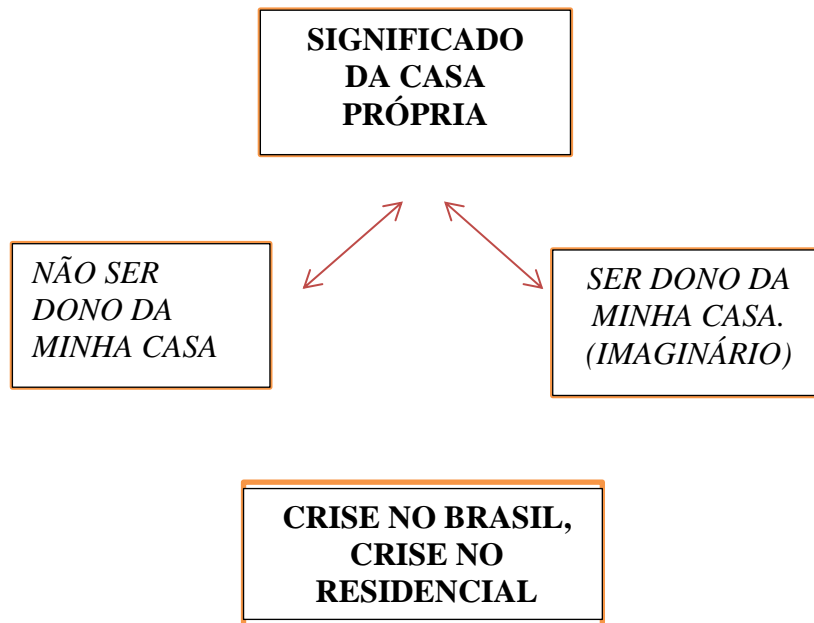 SIGNIFICADO
DA CASA
PRÓPRIA
NÃO SER
DONO DA
MINHA CASA
SER DONO DA
MINHA CASA.
(IMAGINÁRIO)
CRISE NO BRASIL,
CRISE NO
RESIDENCIAL